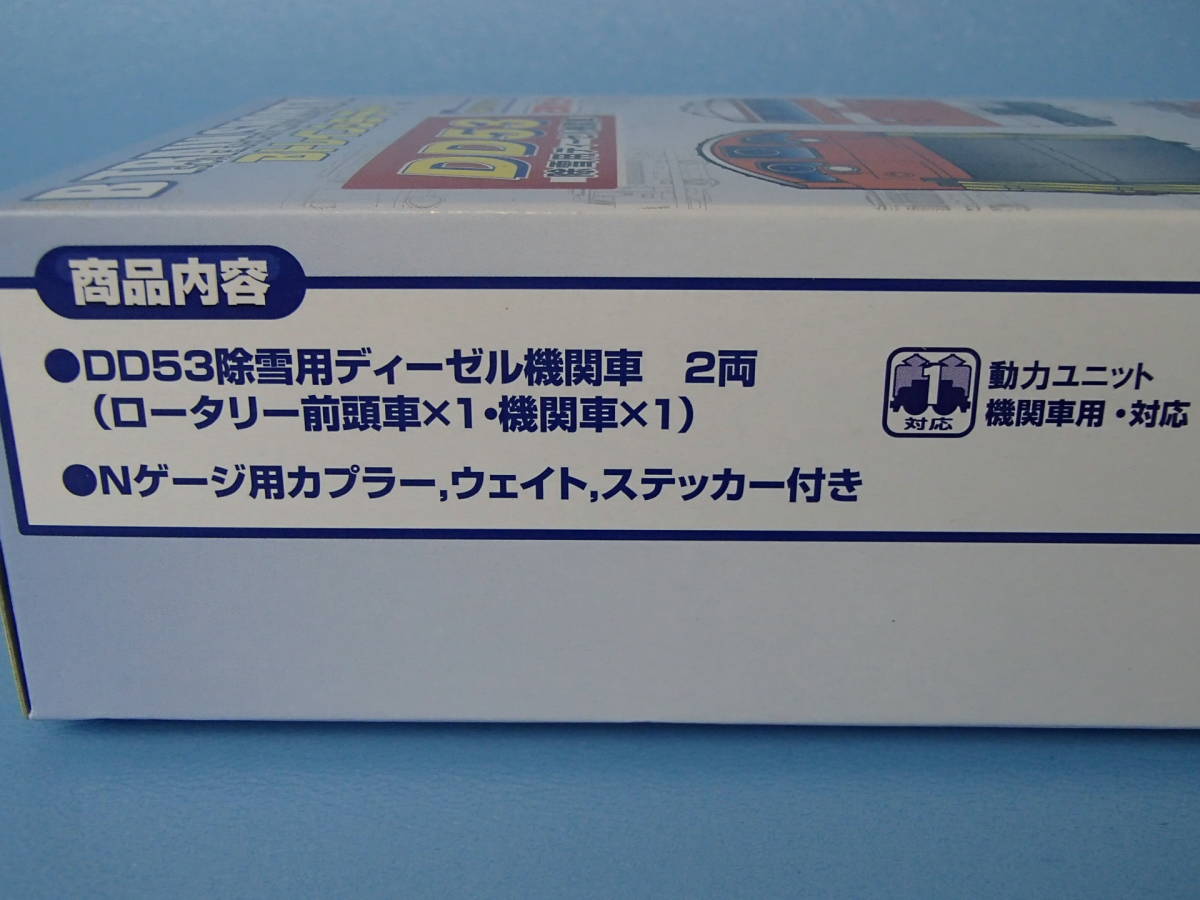 DD53
商品内容
●DD53除雪用ディーゼル機関車　2両
（ロータリー前頭車×1・機関車×1）
●Nゲージ用カプラー,ウェイト,ステッカー付き
1
対応
動力ユニット
機関車用・対応